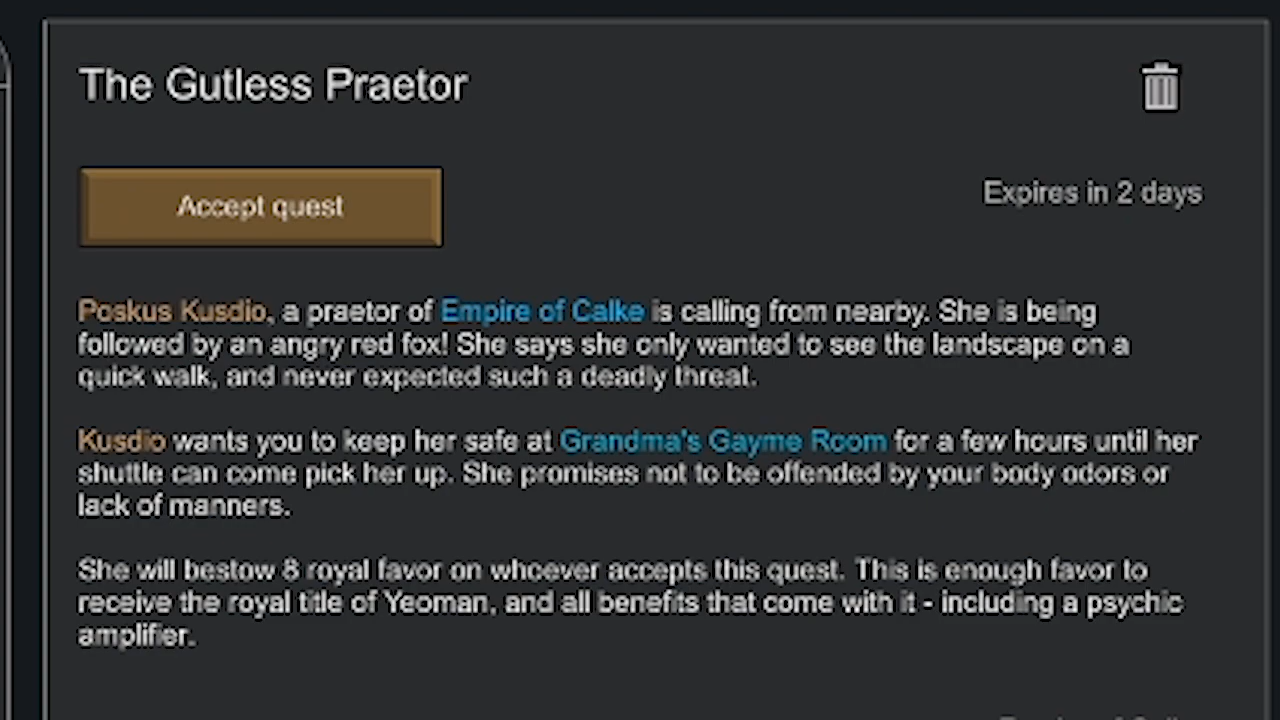 The Gutless Praetor
Accept quest
Expires in 2 days
Poskus Kusdio, a praetor of Empire of Calke is calling from nearby. She is being
followed by an angry red fox! She says she only wanted to see the landscape on a
quick walk, and never expected such a deadly threat.
Kusdio wants you to keep her safe at Grandma's Gayme Room for a few hours until her
shuttle can come pick her up. She promises not to be offended by your body odors or
lack of manners.
She will bestow 8 royal favor on whoever accepts this quest. This is enough favor to
receive the royal title of Yeoman, and all benefits that come with it - including a psychic
amplifier.